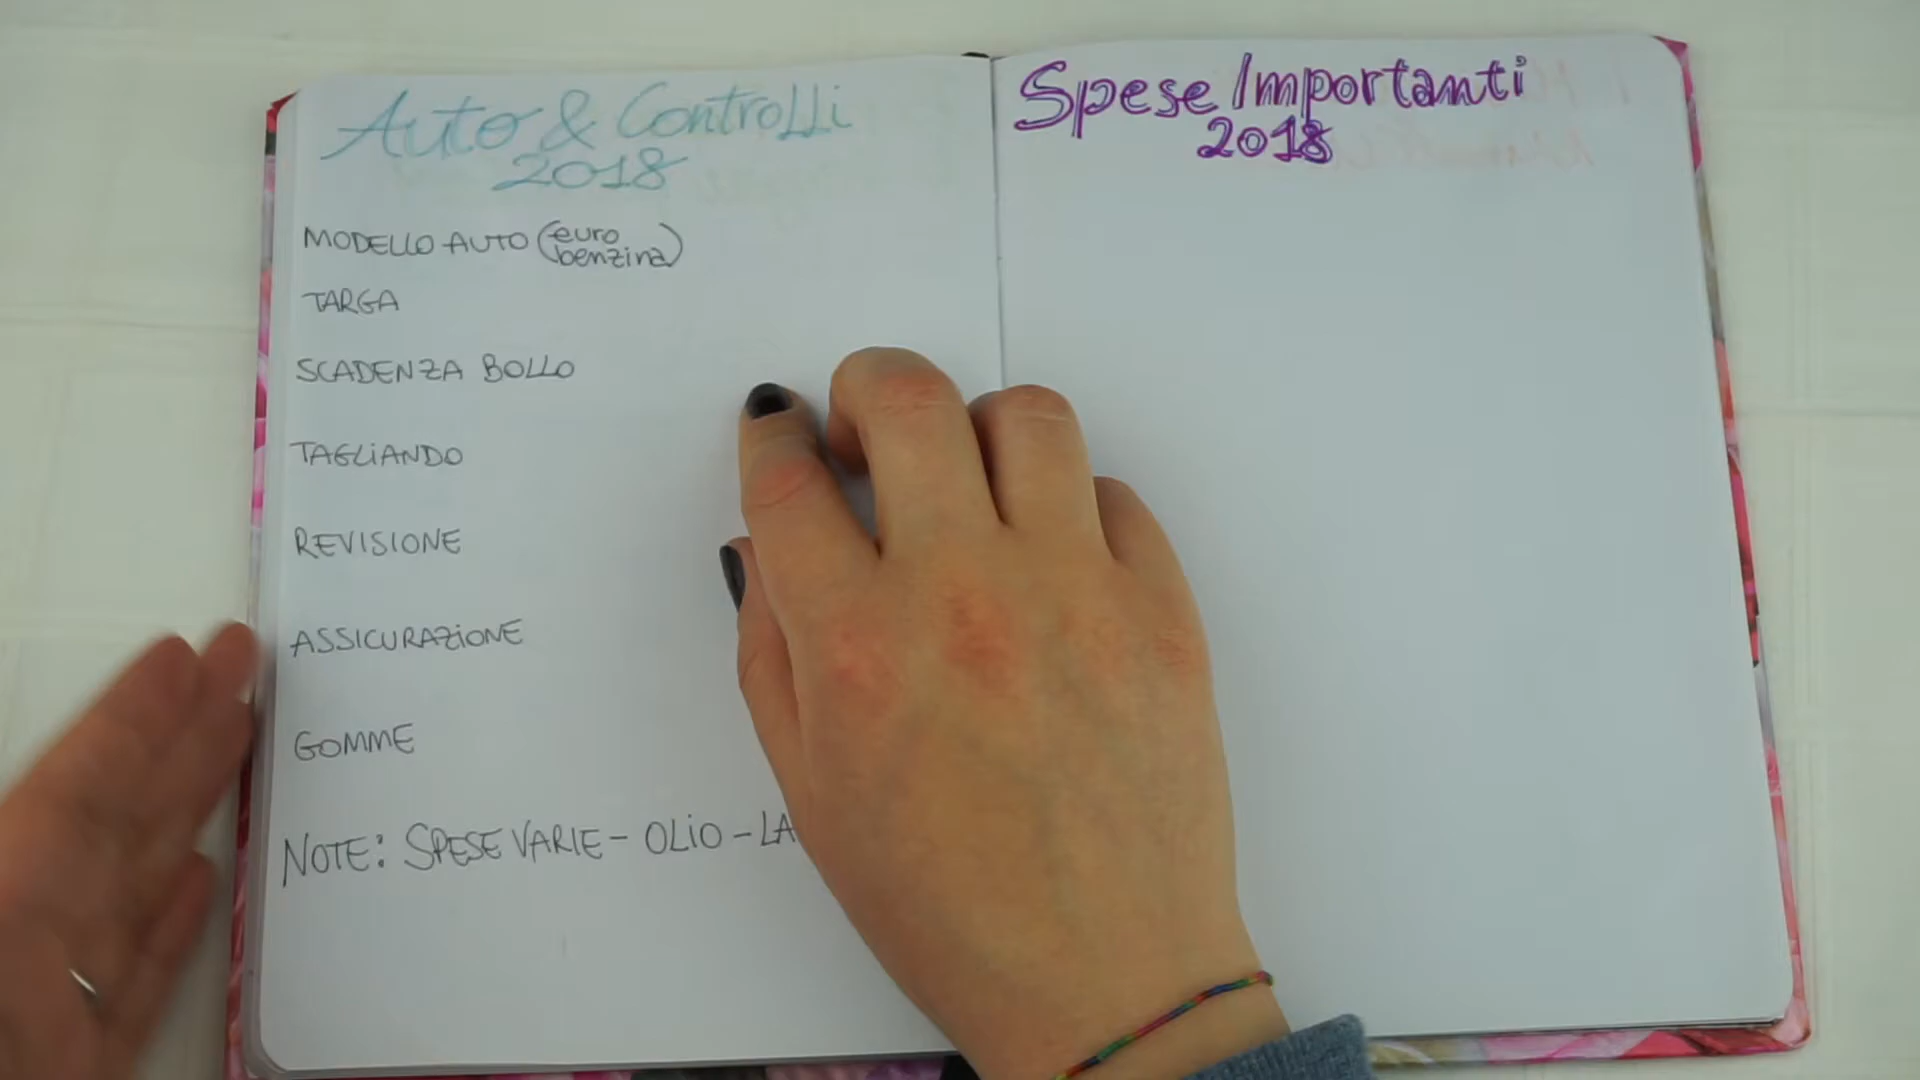 Auto & Controlli
2018
MODELLO AUTO (euro
benzina)
TARGA
SCADENZA BOLLO
TAGLIANDO
REVISIONE
ASSICURAZIONE
GOMME
NOTE: SPESE VARIE - OLIO -
Spese Importanti
2018